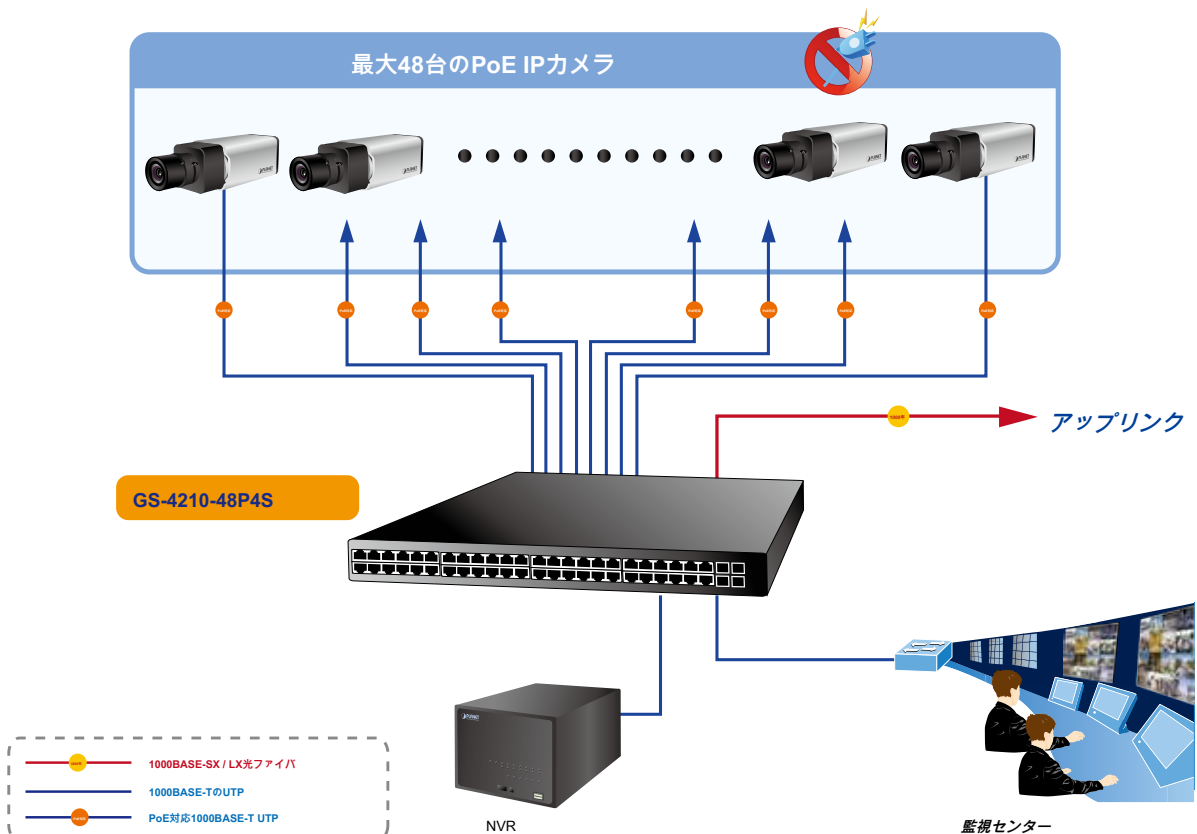 最大48台のPoE IPカメラ
アップリンク
GS-4210-48P4S
PLANET
1000BASE-SX / LX光ファイバ
1000BASE-TのUTP
PoE対応1000BASE-T UTP
NVR
監視センター